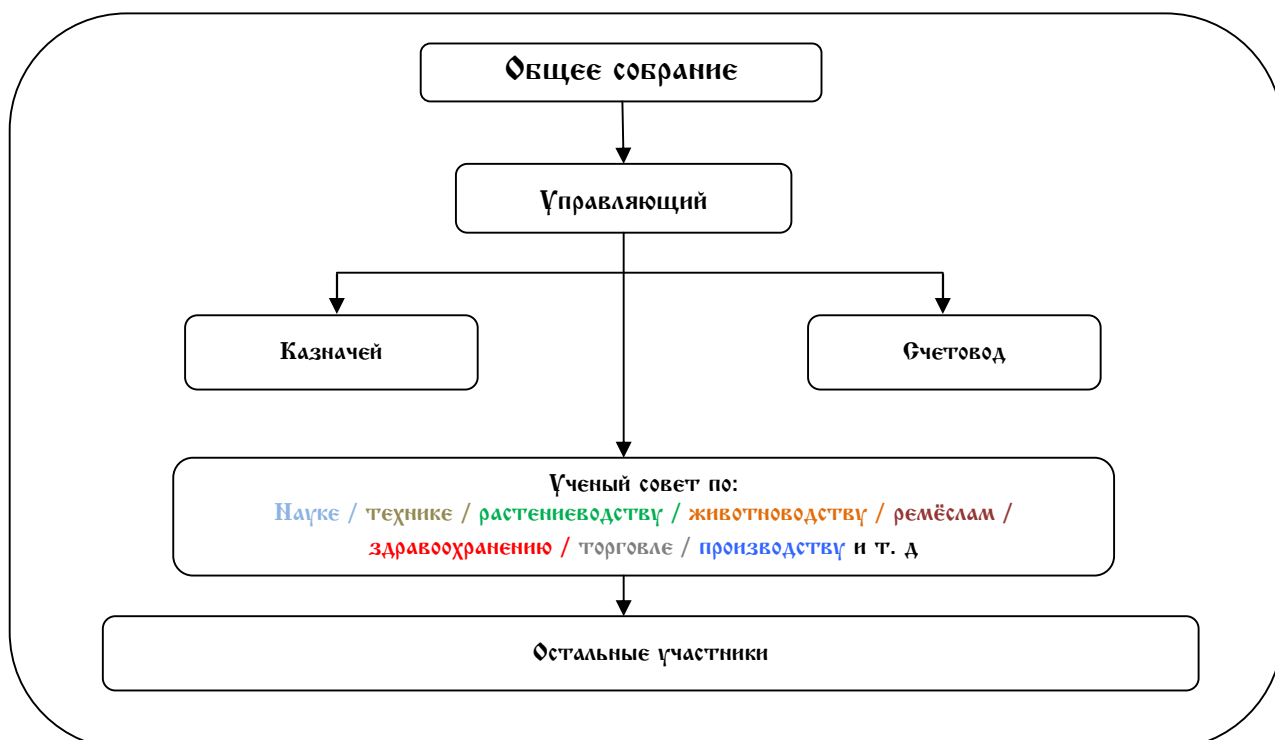 Общее собрание
Управляющий
Казначей
Счетовод
Ученый совет по:
Науке / технике / растениеводству / животноводству / ремёслам /
здравоохранению / торговле / производству и т. д
Остальные участники